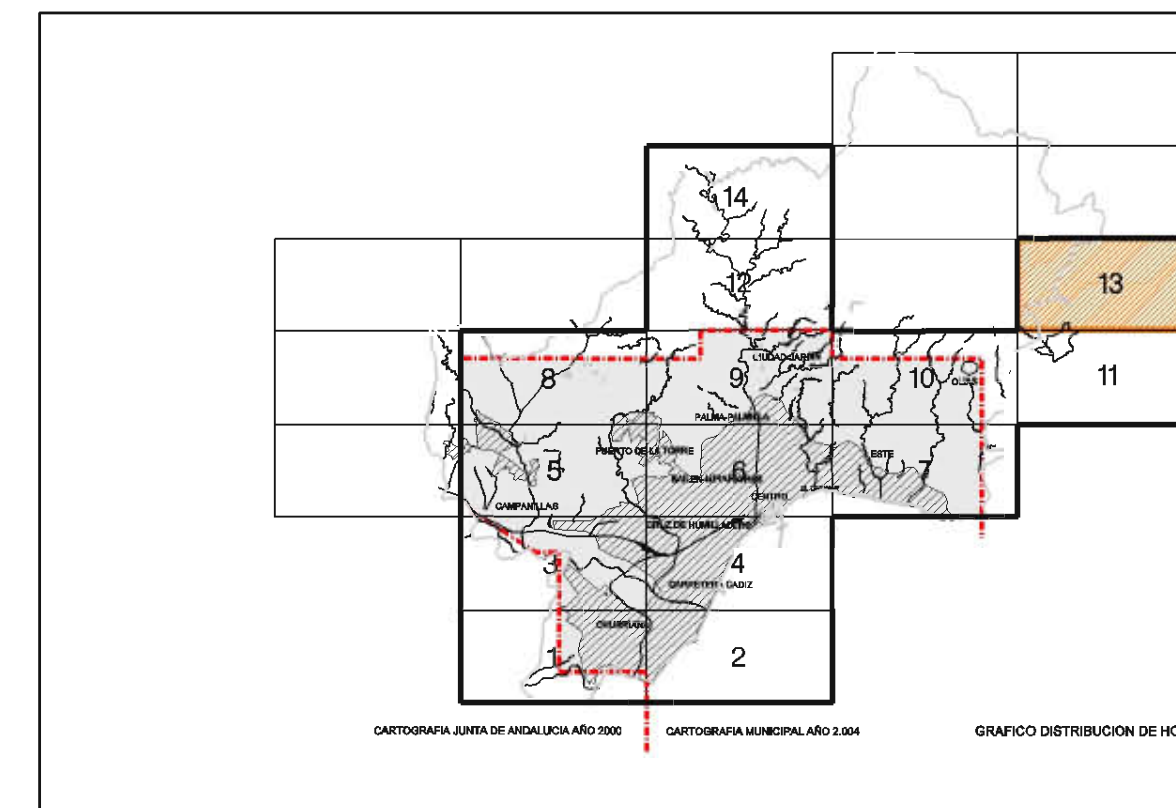 14
12
13
CIUDAD JARDIN
8
9
10
OLIAS
11
PALMA-PALMILLA
PUERTO DE LA TORRE
ESTE
5
6
7
BAILEN-MIRAFLORES
CENTRO
CAMPANILLAS
CRUZ DE HUMILLADERO
3
4
CARRETERA CADIZ
CHURRIANA
1
2
CARTOGRAFIA JUNTA DE ANDALUCIA AÑO 2000
CARTOGRAFIA MUNICIPAL AÑO 2.004
GRAFICO DISTRIBUCION DE HO